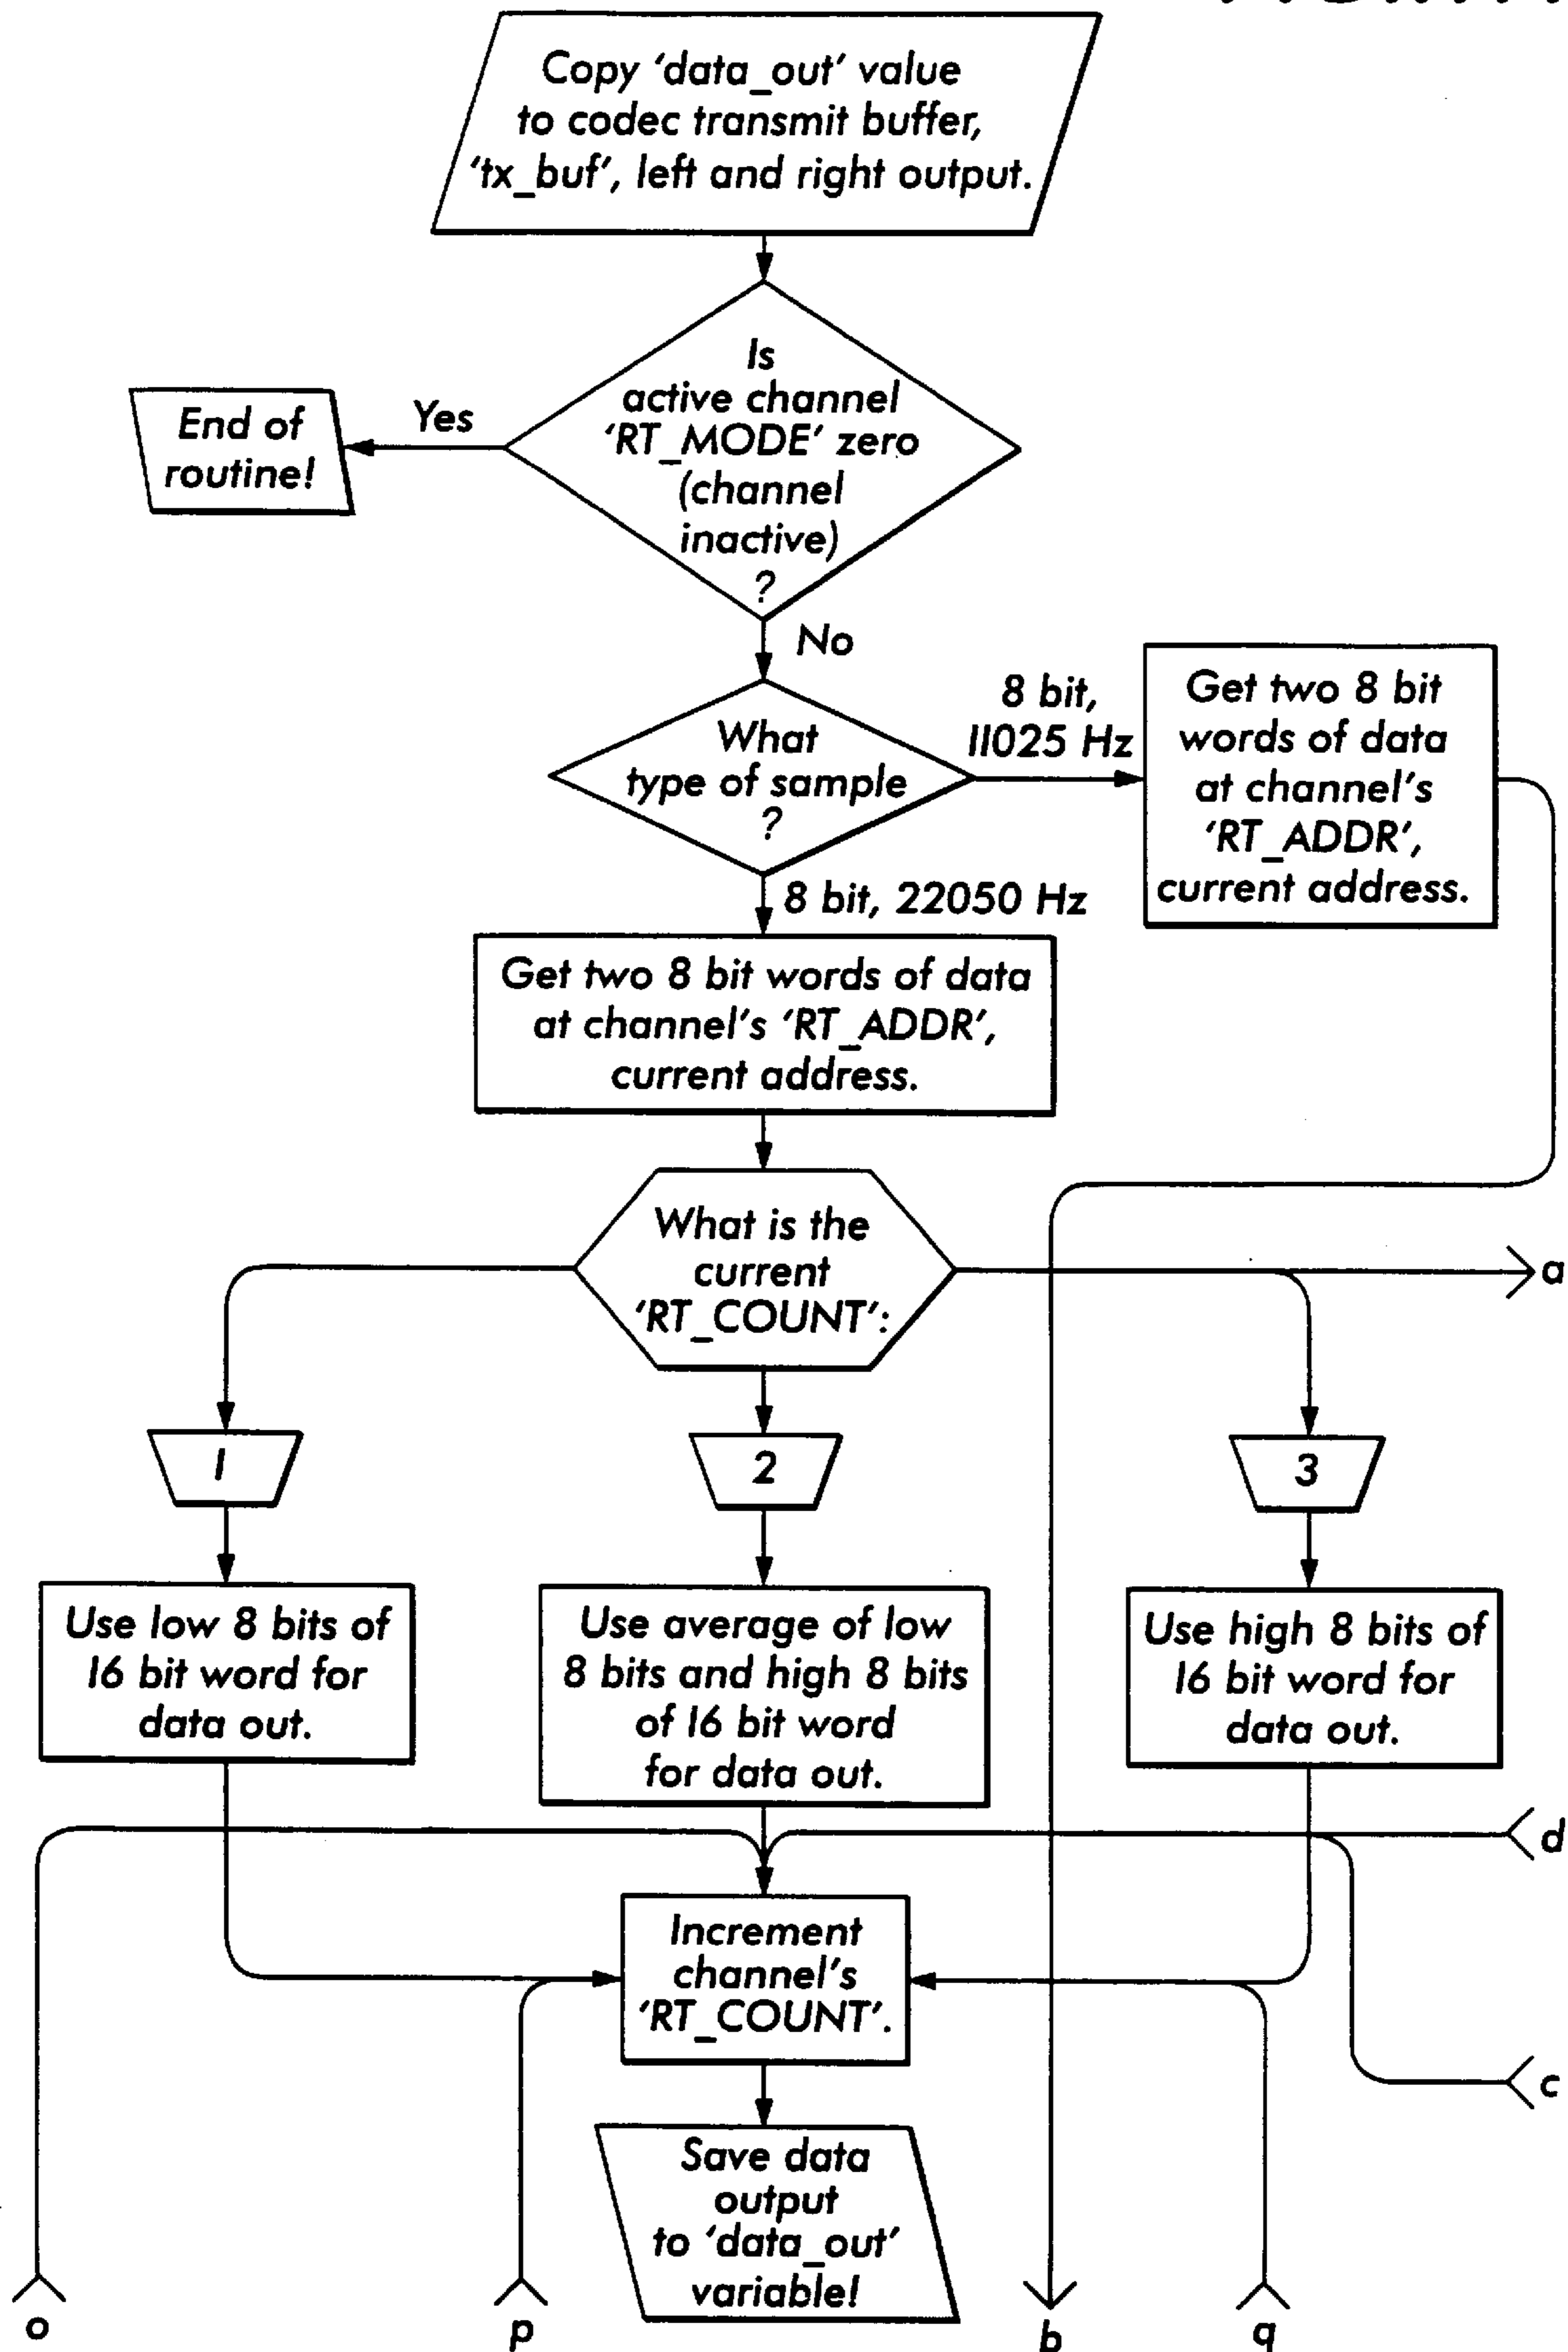 Copy 'data_out' value
to codec transmit buffer,
'tx_buf', left and right output.
Is
active channel
'RT_MODE' zero
(channel
inactive)
?
Yes
End of
routine!
No
What
type of sample
?
8 bit,
11025 Hz
Get two 8 bit
words of data
at channel's
'RT_ADDR',
current address.
8 bit, 22050 Hz
Get two 8 bit words of data
at channel's 'RT_ADDR',
current address.
What is the
current
'RT_COUNT':
a
1
2
3
Use low 8 bits of
16 bit word for
data out.
Use average of low
8 bits and high 8 bits
of 16 bit word
for data out.
Use high 8 bits of
16 bit word for
data out.
d
Increment
channel's
'RT_COUNT'.
c
Save data
output
to 'data_out'
variable!
o
p
b
q